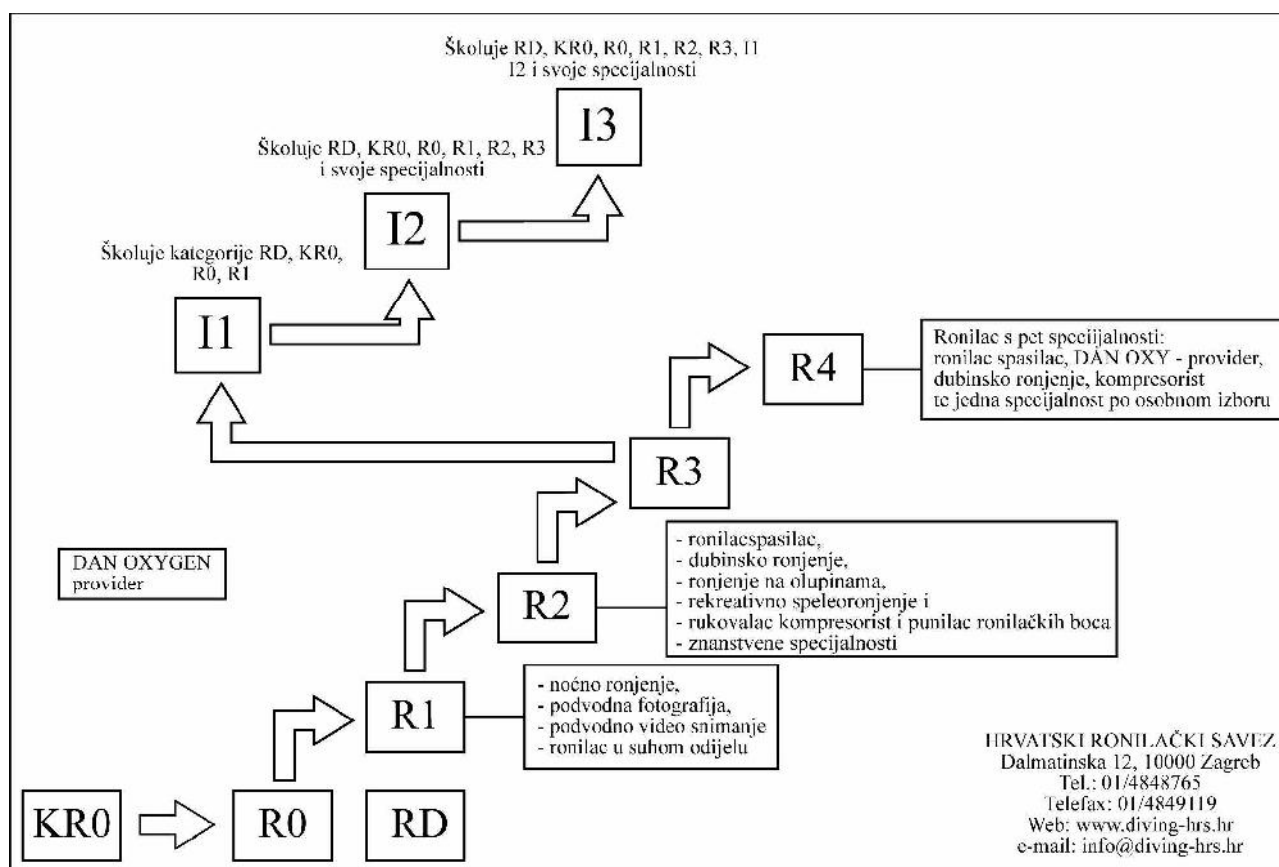 Školuje RD, KR0, R0, R1, R2, R3, I1
I2 i svoje specijalnosti
I3
Školuje RD, KR0, R0, R1, R2, R3
i svoje specijalnosti
I2
Školuje kategorije RD, KR0,
R0, R1
I1
R4
Ronilac s pet speciijalnosti:
ronilac spasilac, DAN OXY - provider,
dubinsko ronjenje, kompresorist
te jedna specijalnost po osobnom izboru
R3
DAN OXYGEN
provider
R2
- ronilacspasilac,
- dubinsko ronjenje,
- ronjenje na olupinama,
- rekreativno speleoronjenje i
- rukovalac kompresorist i punilac ronilačkih boca
- znanstvene specijalnosti
R1
- noćno ronjenje,
- podvodna fotografija,
- podvodno video snimanje
- ronilac u suhom odijelu
KR0
R0
RD
HRVATSKI RONILAČKI SAVEZ
Dalmatinska 12, 10000 Zagreb
Tel.: 01/4848765
Telefax: 01/4849119
Web: www.diving-hrs.hr
e-mail: info@diving-hrs.hr